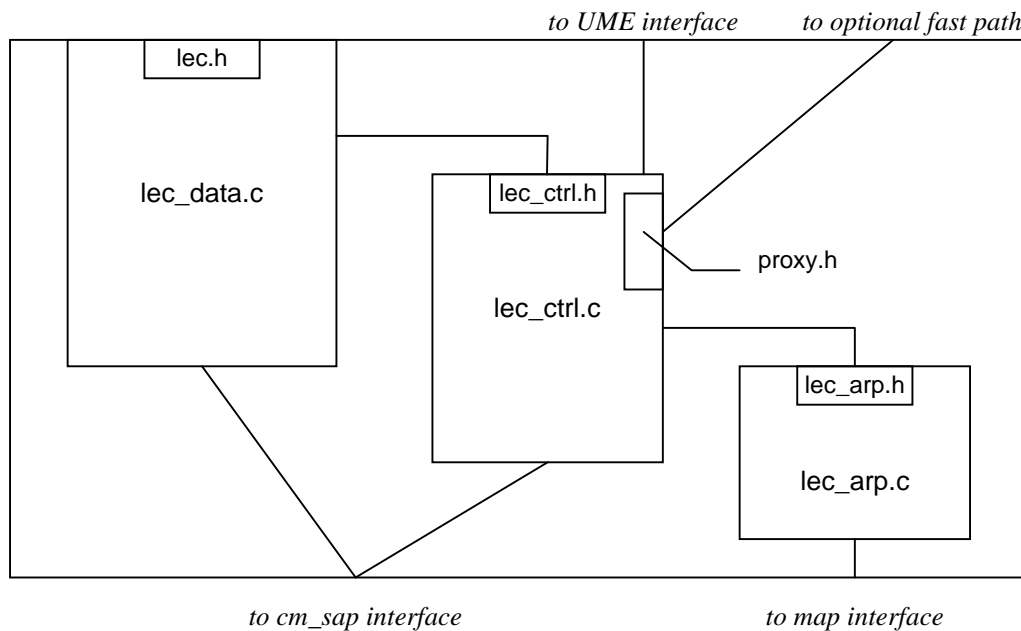 to UME interface
to optional fast path
lec.h
lec_data.c
lec_ctrl.h
proxy.h
lec_ctrl.c
lec_arp.h
lec_arp.c
to cm_sap interface
to map interface